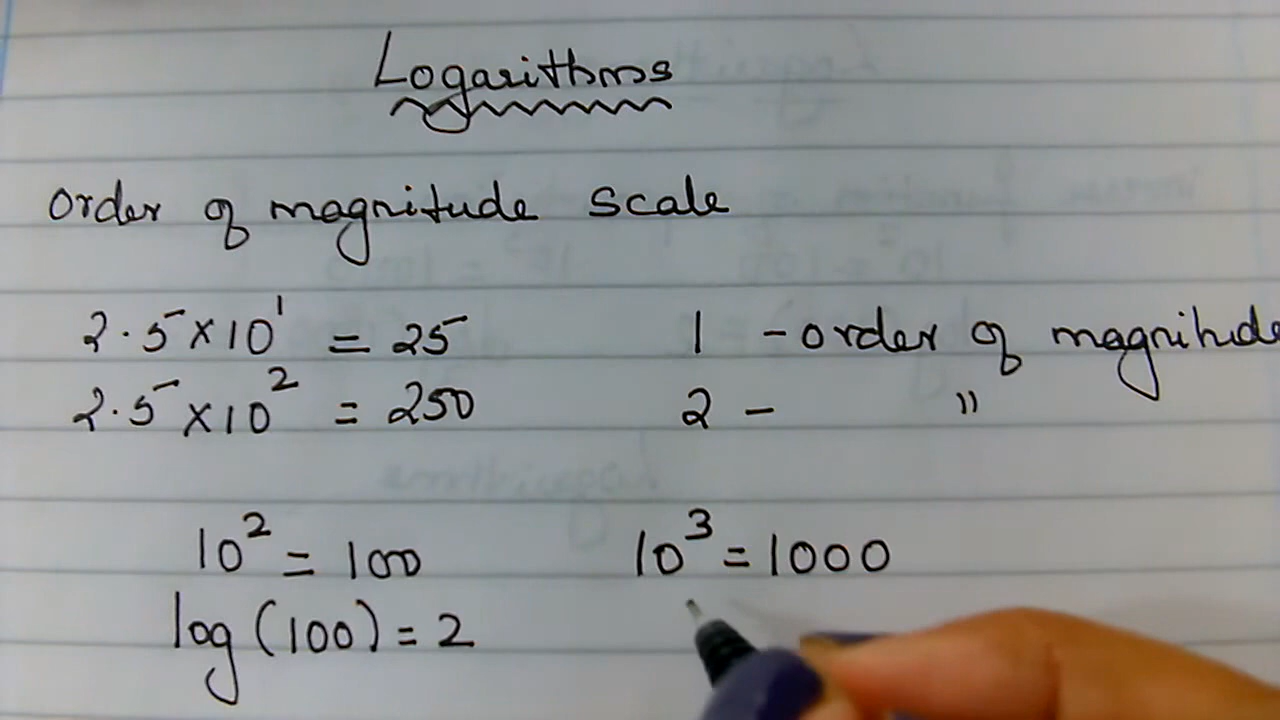 Logarithms
Order of magnitude scale
2.5×10¹ = 25 1 - order of magnitude
2.5×10² = 250 2 - "
10² = 100 10³ = 1000
log (100) = 2